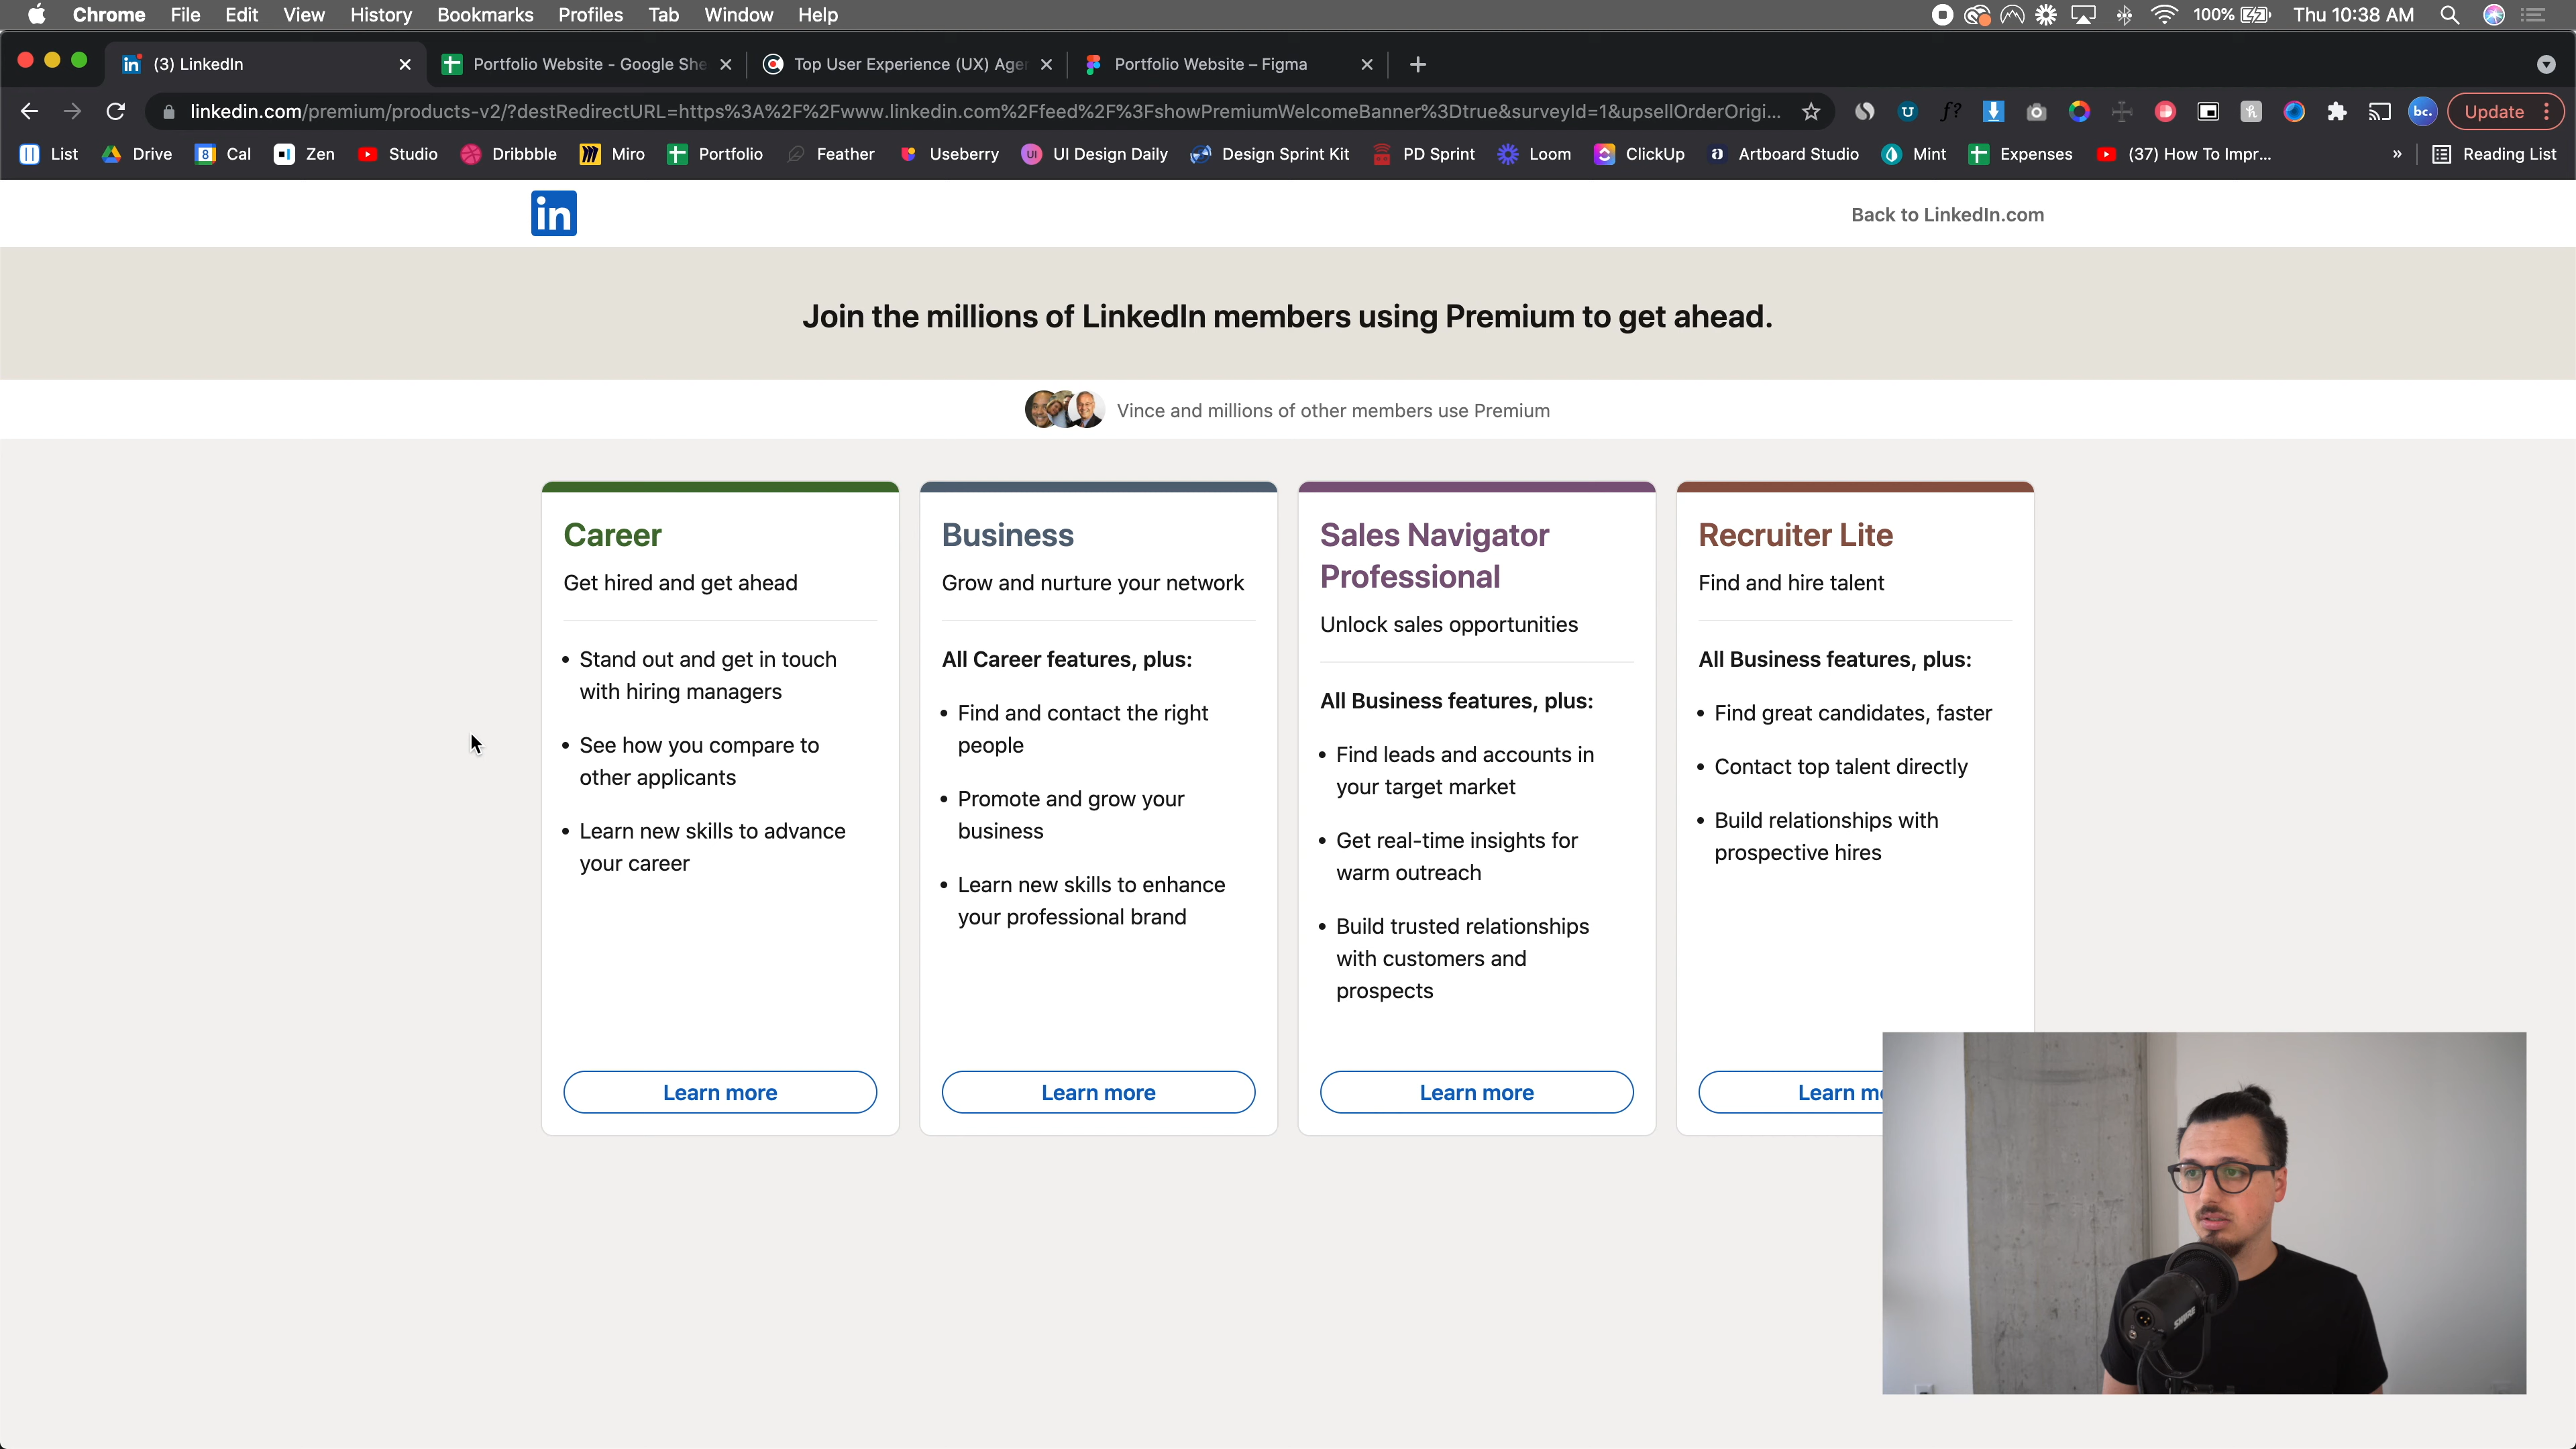 Chrome File Edit View History Bookmarks Profiles Tab Window Help 100% Thu 10:38 AM
(3) LinkedIn Portfolio Website - Google She Top User Experience (UX) Agen Portfolio Website – Figma
linkedin.com/premium/products-v2/?destRedirectURL=https%3A%2F%2Fwww.linkedin.com%2Ffeed%2F%3FshowPremiumWelcomeBanner%3Dtrue&surveyId=1&upsellOrderOrigi... U f? h bc. Update
List Drive 8 Cal Zen Studio Dribbble Miro Portfolio Feather Useberry UI UI Design Daily Design Sprint Kit PD Sprint Loom ClickUp a Artboard Studio Mint Expenses (37) How To Impr... » Reading List
in
Back to LinkedIn.com
Join the millions of LinkedIn members using Premium to get ahead.
Vince and millions of other members use Premium
Career
Get hired and get ahead
• Stand out and get in touch
with hiring managers
• See how you compare to
other applicants
• Learn new skills to advance
your career
Learn more
Business
Grow and nurture your network
All Career features, plus:
• Find and contact the right
people
• Promote and grow your
business
• Learn new skills to enhance
your professional brand
Learn more
Sales Navigator
Professional
Unlock sales opportunities
All Business features, plus:
• Find leads and accounts in
your target market
• Get real-time insights for
warm outreach
• Build trusted relationships
with customers and
prospects
Learn more
Recruiter Lite
Find and hire talent
All Business features, plus:
• Find great candidates, faster
• Contact top talent directly
• Build relationships with
prospective hires
Learn mo
SHURE